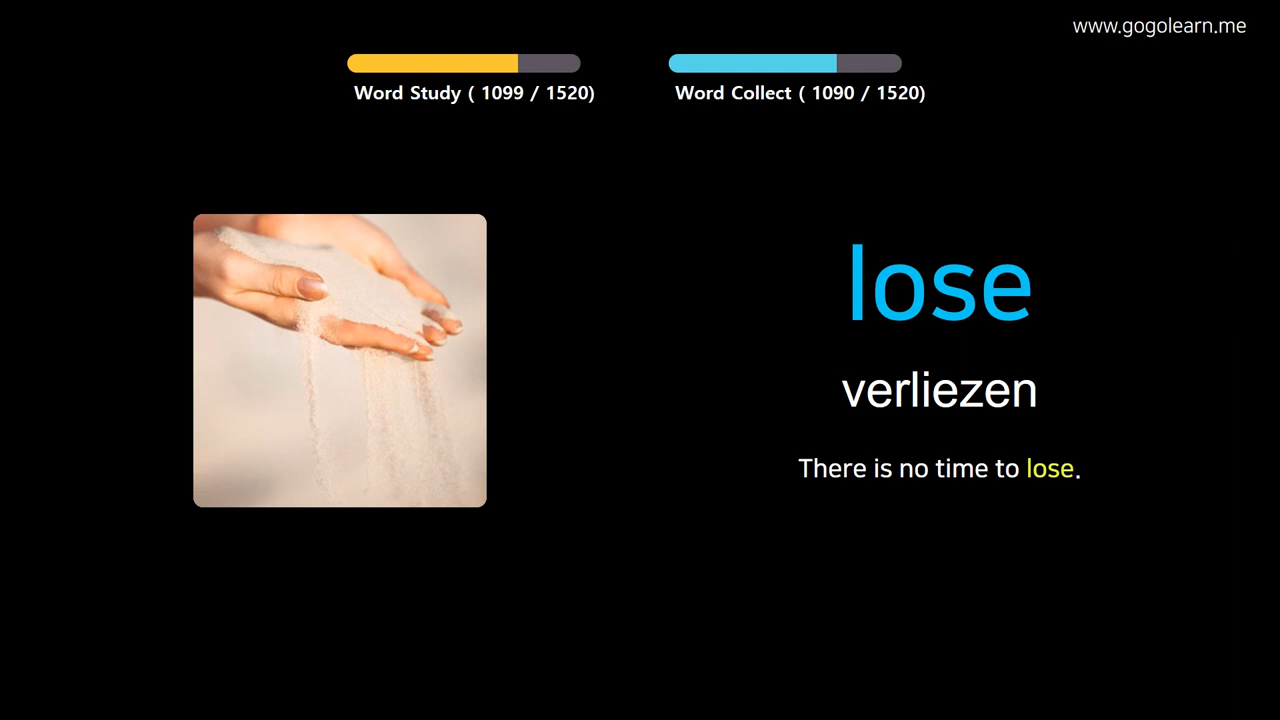 www.gogolearn.me
Word Study ( 1099 / 1520)
Word Collect ( 1090 / 1520)
lose
verliezen
There is no time to lose.